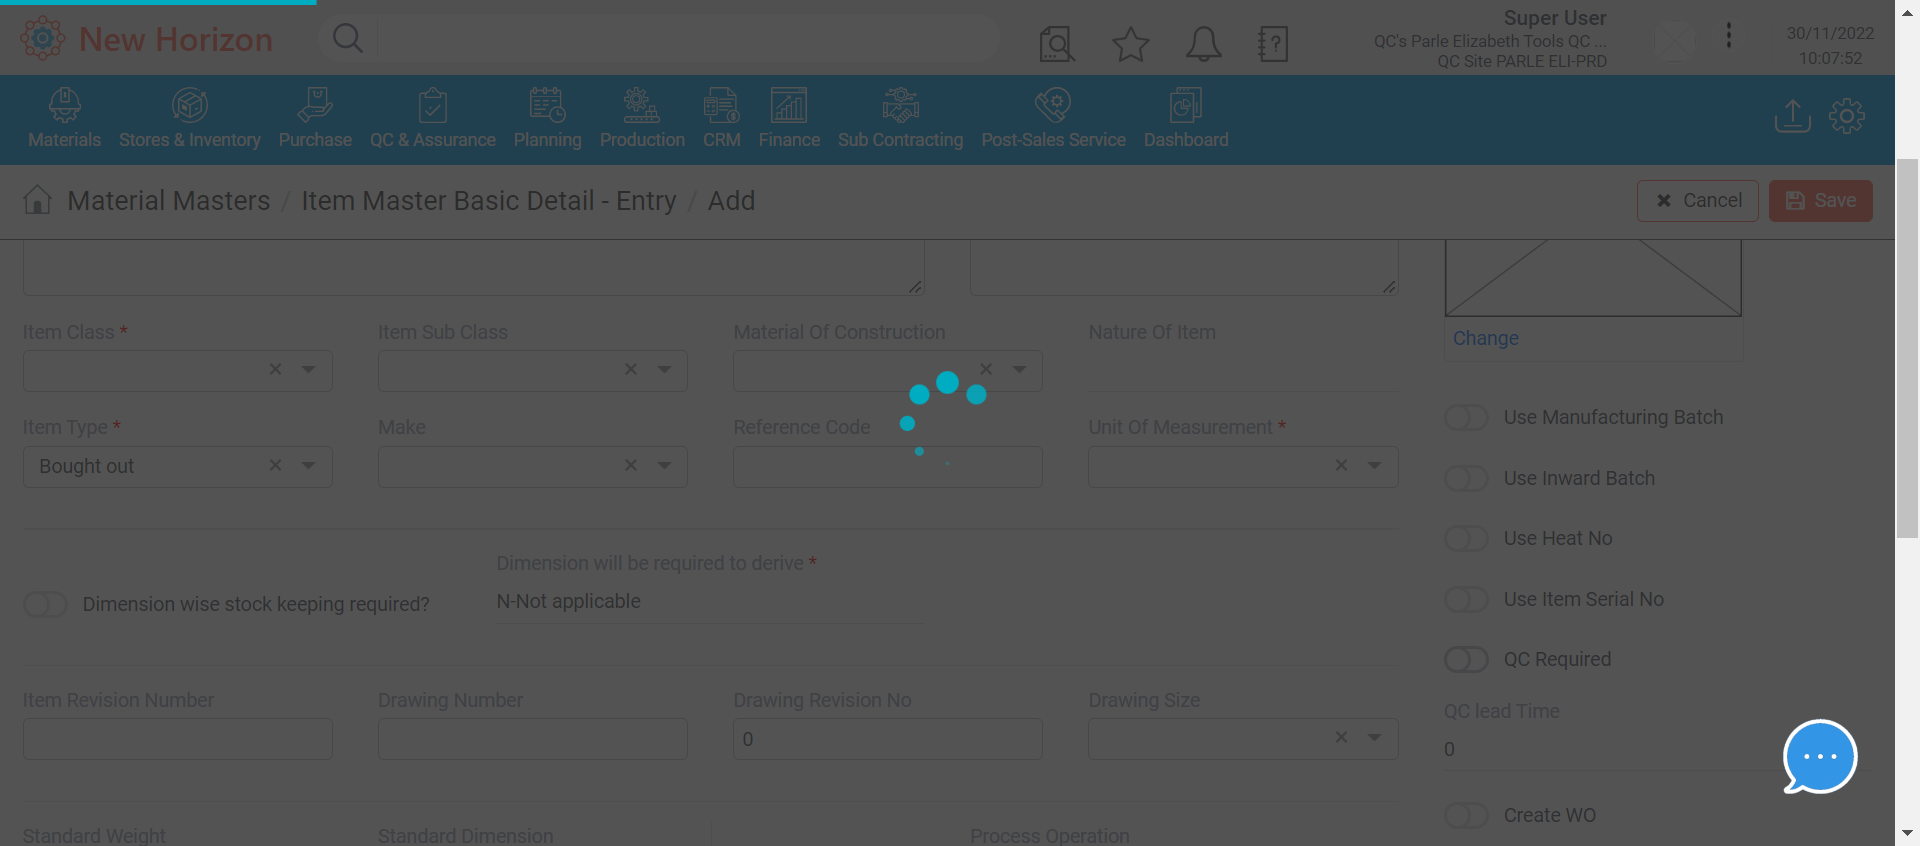 New Horizon
Super User
QC's Parle Elizabeth Tools QC ...
QC Site PARLE ELI-PRD
30/11/2022
10:07:52
Materials
Stores & Inventory
Purchase
QC & Assurance
Planning
Production
CRM
Finance
Sub Contracting
Post-Sales Service
Dashboard
Material Masters / Item Master Basic Detail - Entry / Add
Cancel
Save
Change
Item Class *
Item Sub Class
Material Of Construction
Nature Of Item
Item Type *
Make
Reference Code
Unit Of Measurement *
Bought out
Dimension wise stock keeping required?
Dimension will be required to derive *
N-Not applicable
Item Revision Number
Drawing Number
Drawing Revision No
Drawing Size
0
Standard Weight
Standard Dimension
Process Operation
Use Manufacturing Batch
Use Inward Batch
Use Heat No
Use Item Serial No
QC Required
QC lead Time
0
Create WO